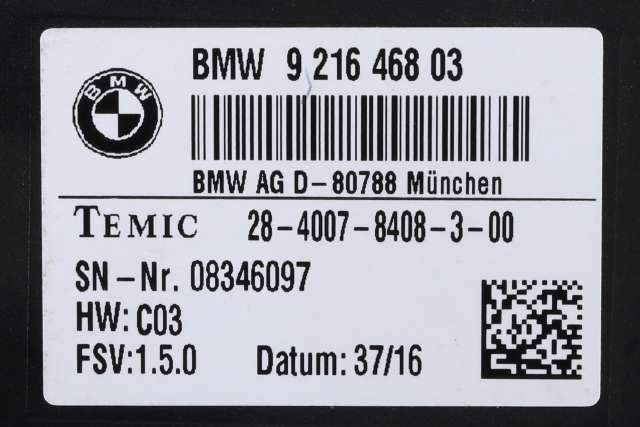 BMW
BMW 9 216 468 03
BMW AG D-80788 München
TEMIC 28-4007-8408-3-00
SN-Nr. 08346097
HW: C03
FSV:1.5.0 Datum: 37/16